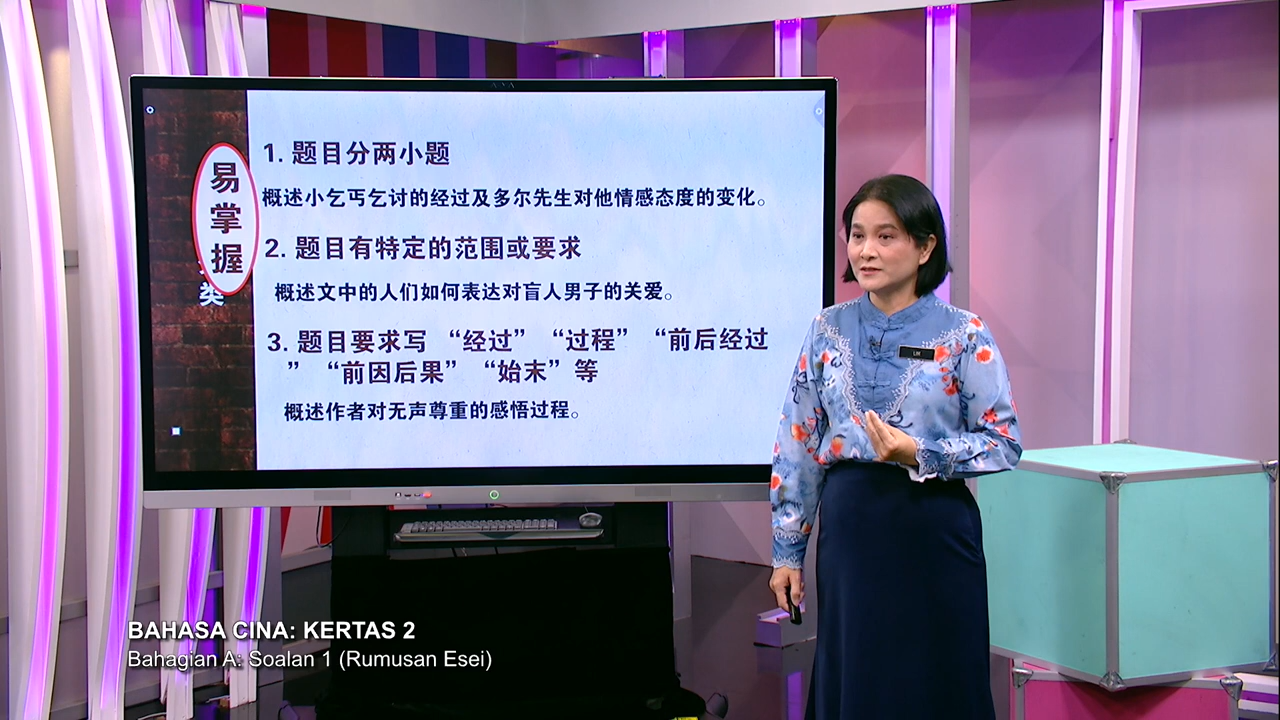 易
掌
握
类
1. 题目分两小题
概述小乞丐乞讨的经过及多尔先生对他情感态度的变化。
2. 题目有特定的范围或要求
概述文中的人们如何表达对盲人男子的关爱。
3. 题目要求写 “经过” “过程” “前后经过
” “前因后果” “始末”等
概述作者对无声尊重的感悟过程。
LIM
BAHASA CINA: KERTAS 2
Bahagian A: Soalan 1 (Rumusan Esei)